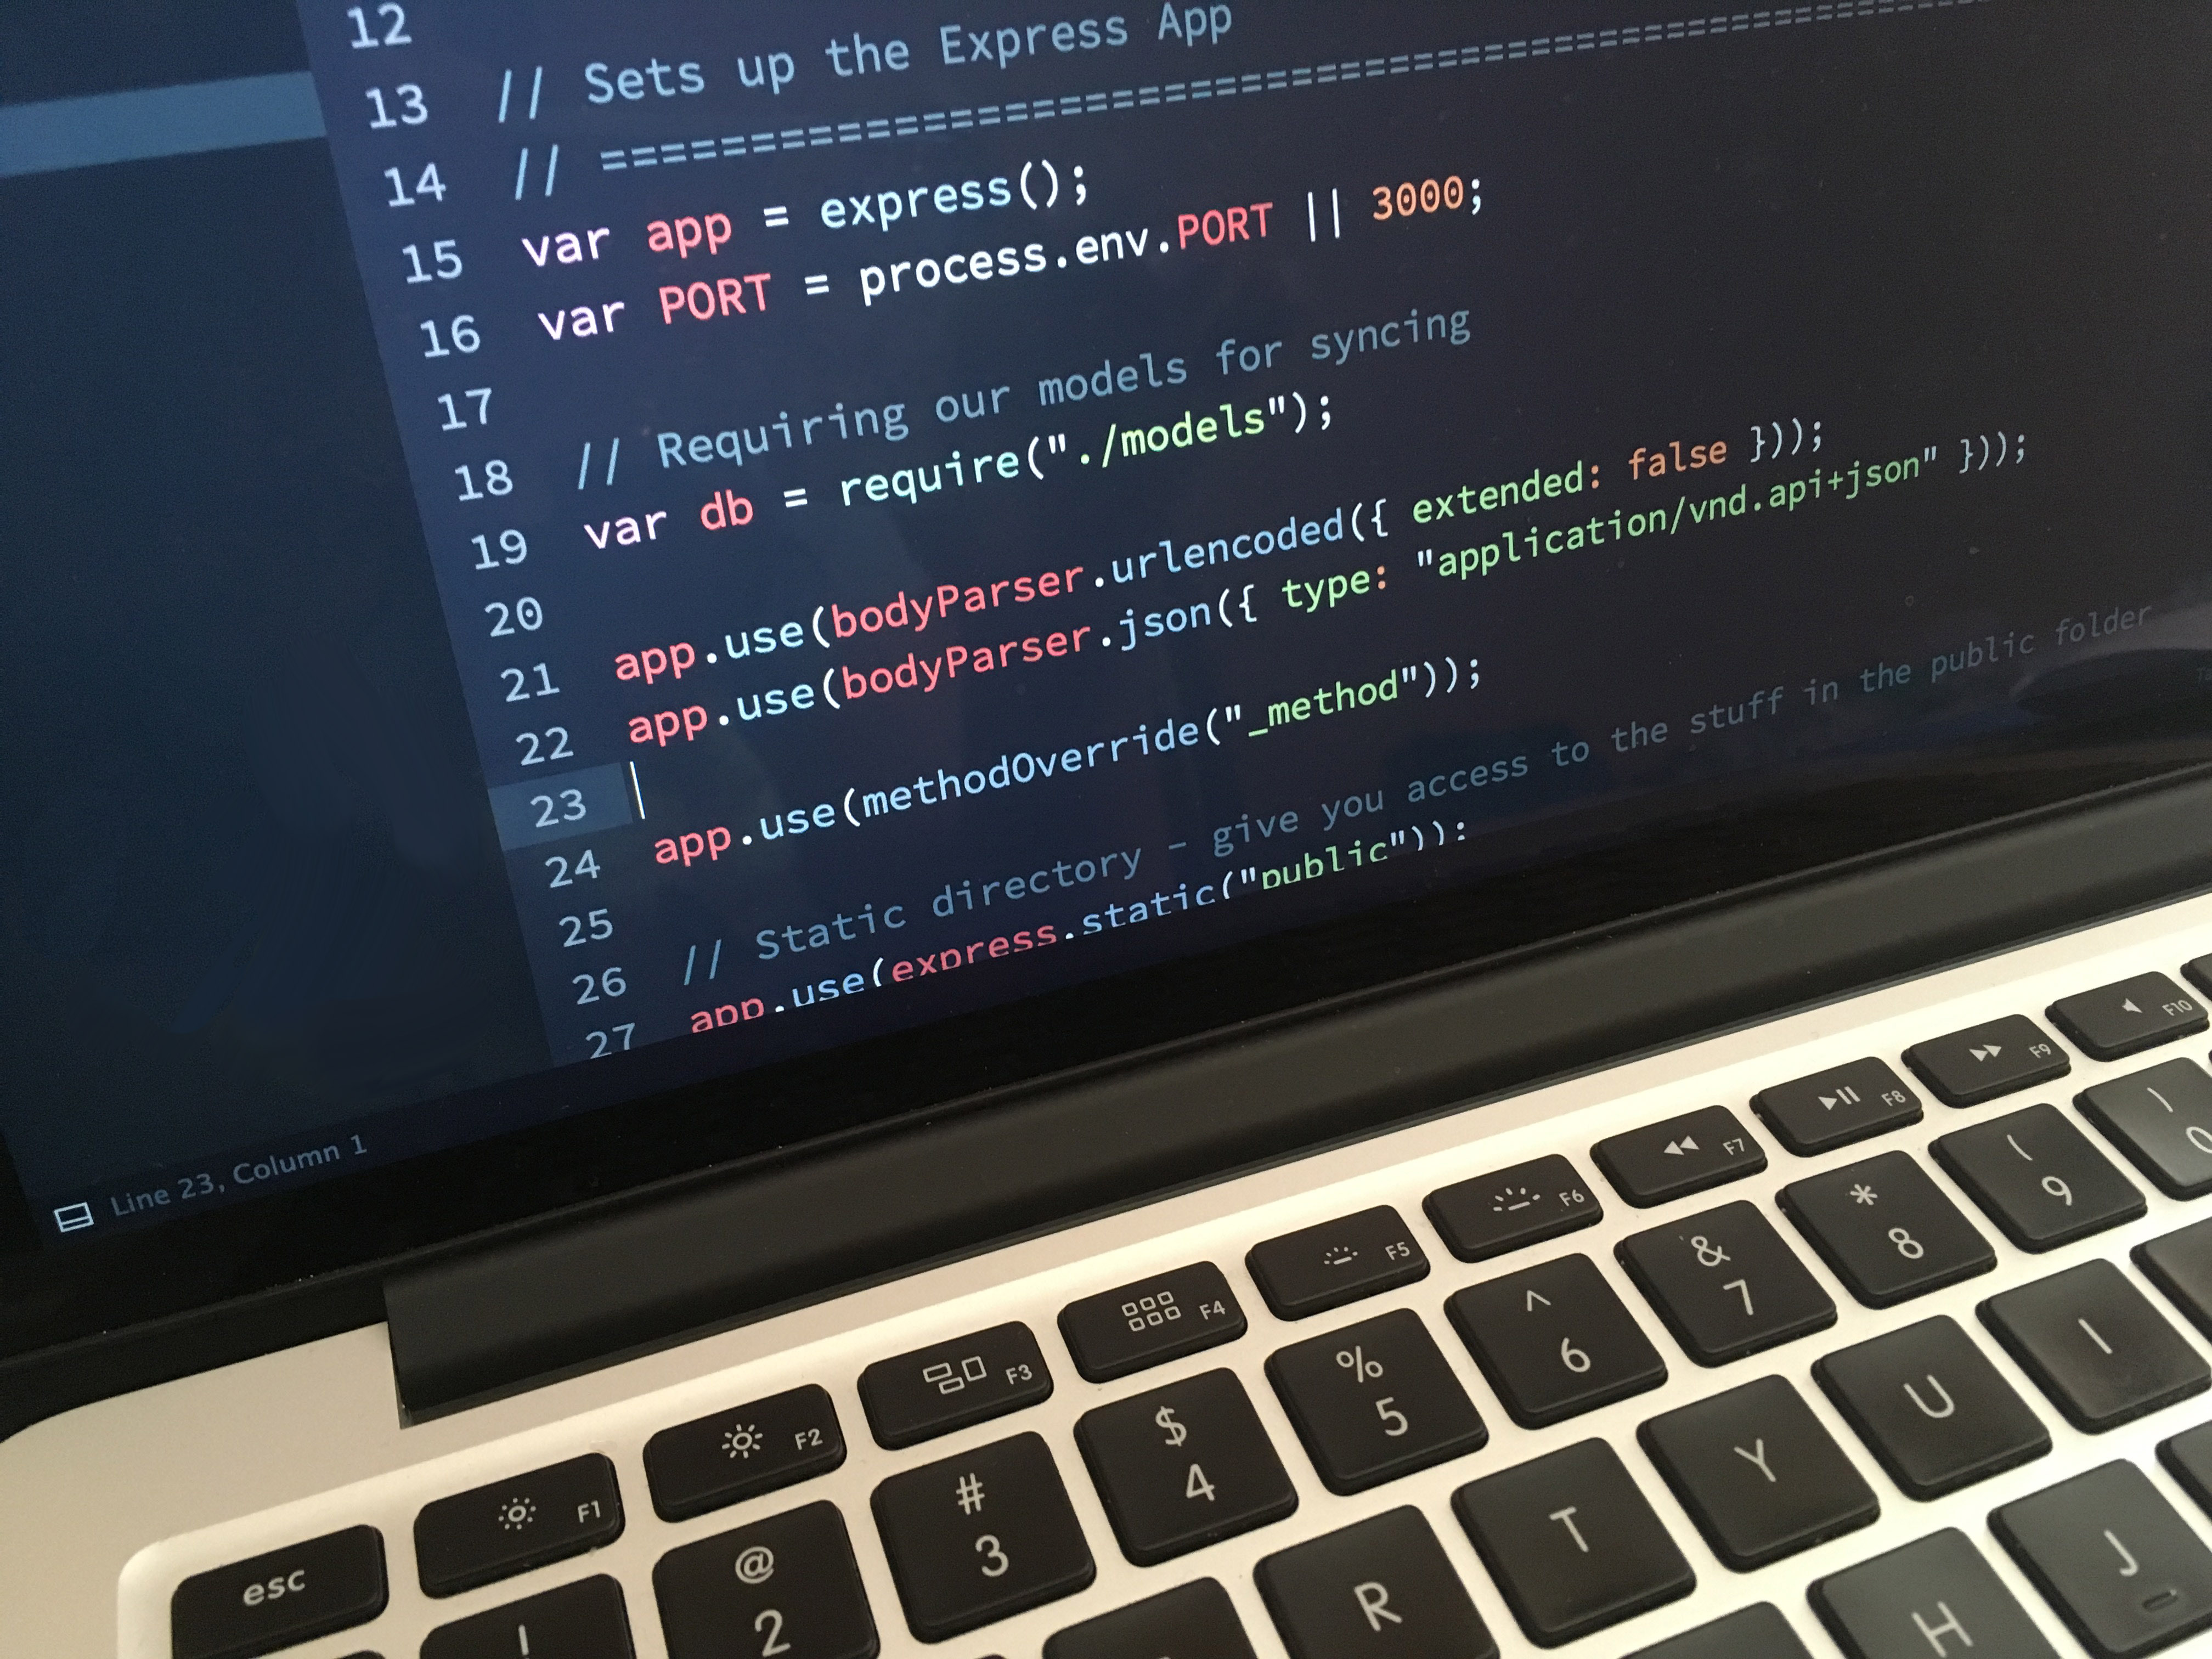 12
13 // Sets up the Express App
14 // =============================================================
15 var app = express();
16 var PORT = process.env.PORT || 3000;
17
18 // Requiring our models for syncing
19 var db = require("./models");
20
21 app.use(bodyParser.urlencoded({ extended: false }));
22 app.use(bodyParser.json({ type: "application/vnd.api+json" }));
23
24 app.use(methodOverride("_method"));
25
26 // Static directory - give you access to the stuff in the public folder
27 app.use(express.static("public"));
Line 23, Column 1
esc F1 F2 F3 F4 F5 F6 F7 F8 F9 F10
! @ # $ % ^ & * ( )
2 3 4 5 6 7 8 9 0
R T Y U I
H J